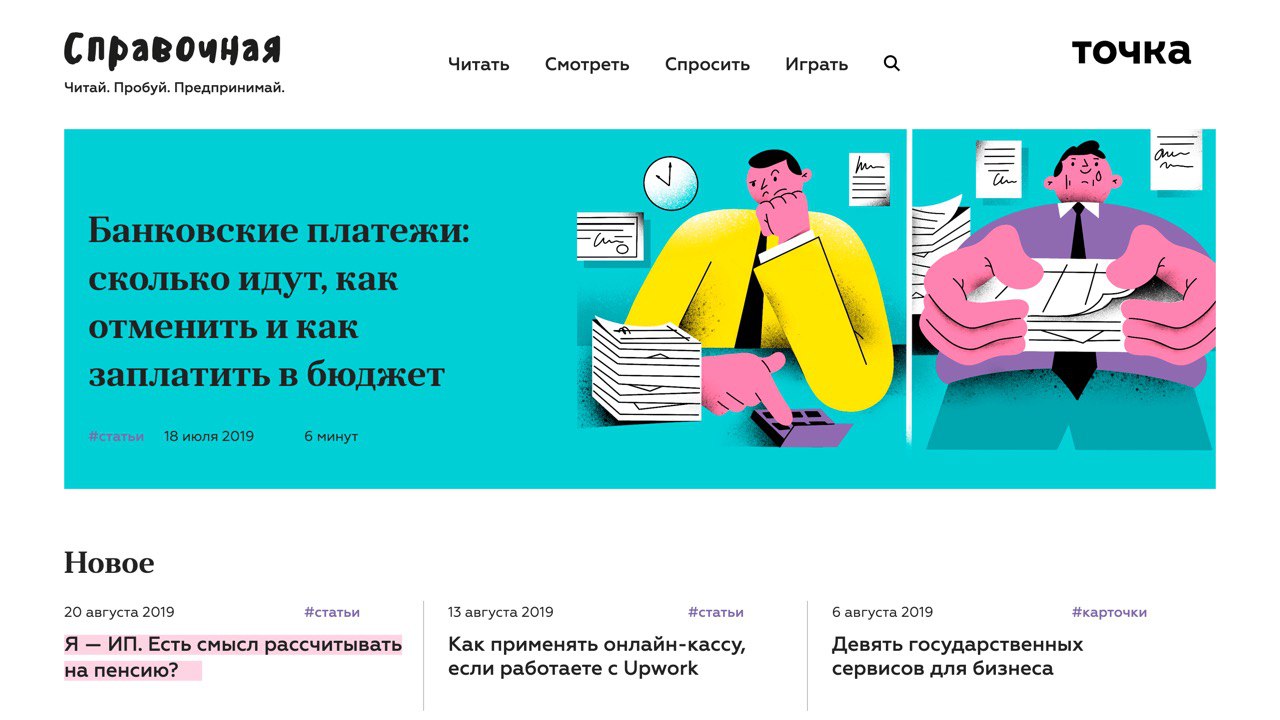 Справочная
Читай. Пробуй. Предпринимай.
Читать Смотреть Спросить Играть
точка
Банковские платежи:
сколько идут, как
отменить и как
заплатить в бюджет
#статьи 18 июля 2019 6 минут
Новое
20 августа 2019 #статьи
Я — ИП. Есть смысл рассчитывать
на пенсию?
13 августа 2019 #статьи
Как применять онлайн-кассу,
если работаете с Upwork
6 августа 2019 #карточки
Девять государственных
сервисов для бизнеса